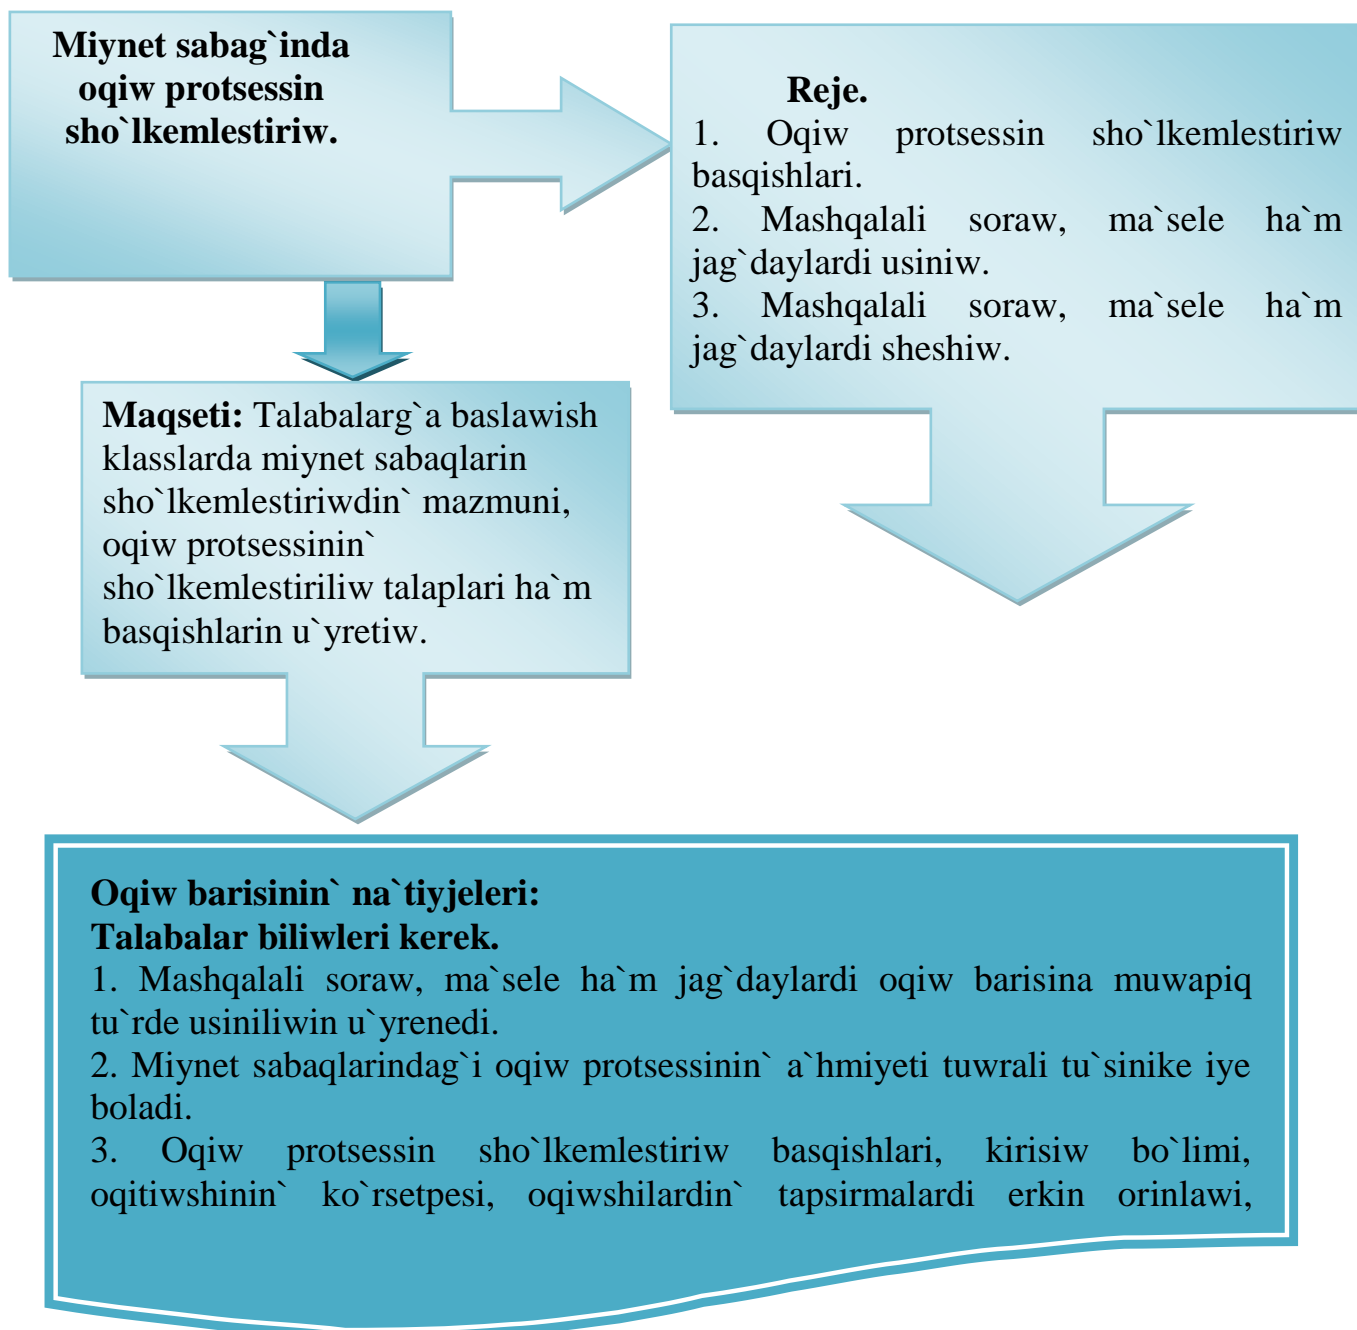 Miynet sabag`inda
oqiw protsessin
sho`lkemlestiriw.
Reje.
1. Oqiw protsessin sho`lkemlestiriw
basqishlari.
2. Mashqalali soraw, ma`sele ha`m
jag`daylardi usiniw.
3. Mashqalali soraw, ma`sele ha`m
jag`daylardi sheshiw.
Maqseti: Talabalarg`a baslawish
klasslarda miynet sabaqlarin
sho`lkemlestiriwdin` mazmuni,
oqiw protsessinin`
sho`lkemlestiriliw talaplari ha`m
basqishlarin u`yretiw.
Oqiw barisinin` na`tiyjeleri:
Talabalar biliwleri kerek.
1. Mashqalali soraw, ma`sele ha`m jag`daylardi oqiw barisina muwapiq
tu`rde usiniliwin u`yrenedi.
2. Miynet sabaqlarindag`i oqiw protsessinin` a`hmiyeti tuwrali tu`sinike iye
boladi.
3. Oqiw protsessin sho`lkemlestiriw basqishlari, kirisiw bo`limi,
oqitiwshinin` ko`rsetpesi, oqiwshilardin` tapsirmalardi erkin orinlawi,